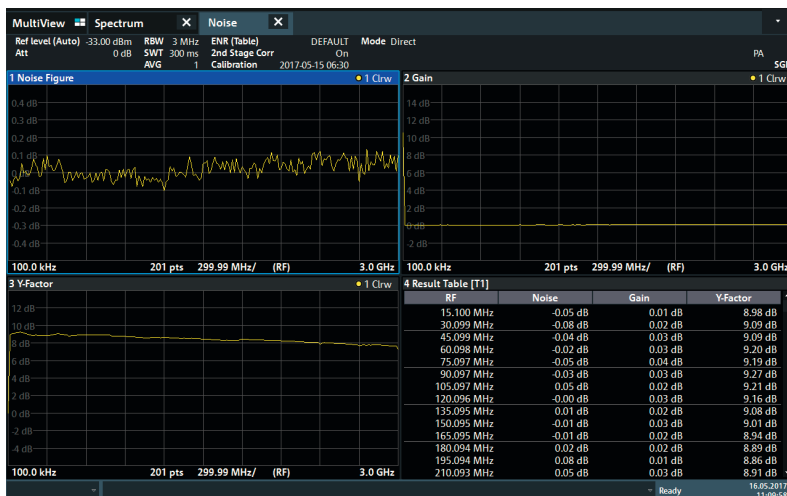 MultiView Spectrum X Noise X
Ref level (Auto) -33.00 dBm RBW 3 MHz ENR (Table) DEFAULT Mode Direct
Att 0 dB SWT 300 ms 2nd Stage Corr On PA
AVG 1 Calibration 2017-05-15 06:30 SGL
1 Noise Figure 1 Clrw
0.4 dB
0.3 dB
0.2 dB
0.1 dB
-0.1 dB
-0.2 dB
-0.3 dB
-0.4 dB
100.0 kHz 201 pts 299.99 MHz/ (RF) 3.0 GHz
2 Gain 1 Clrw
14 dB
12 dB
10 dB
8 dB
6 dB
4 dB
2 dB
0 dB
-2 dB
100.0 kHz 201 pts 299.99 MHz/ (RF) 3.0 GHz
3 Y-Factor 1 Clrw
12 dB
10 dB
8 dB
6 dB
4 dB
2 dB
0 dB
-2 dB
-4 dB
100.0 kHz 201 pts 299.99 MHz/ (RF) 3.0 GHz
4 Result Table [T1]
RF Noise Gain Y-Factor
15.100 MHz -0.05 dB 0.01 dB 8.98 dB
30.099 MHz -0.08 dB 0.02 dB 9.09 dB
45.099 MHz -0.04 dB 0.03 dB 9.09 dB
60.098 MHz -0.02 dB 0.03 dB 9.20 dB
75.097 MHz -0.05 dB 0.04 dB 9.19 dB
90.097 MHz -0.03 dB 0.03 dB 9.27 dB
105.097 MHz 0.05 dB 0.02 dB 9.21 dB
120.096 MHz -0.00 dB 0.03 dB 9.16 dB
135.095 MHz 0.01 dB 0.02 dB 9.08 dB
150.095 MHz -0.01 dB 0.03 dB 9.01 dB
165.095 MHz -0.01 dB 0.02 dB 8.94 dB
180.094 MHz 0.02 dB 0.02 dB 8.89 dB
195.094 MHz 0.08 dB 0.01 dB 8.86 dB
210.093 MHz 0.05 dB 0.03 dB 8.91 dB
Ready 16.05.2017
11:09:58